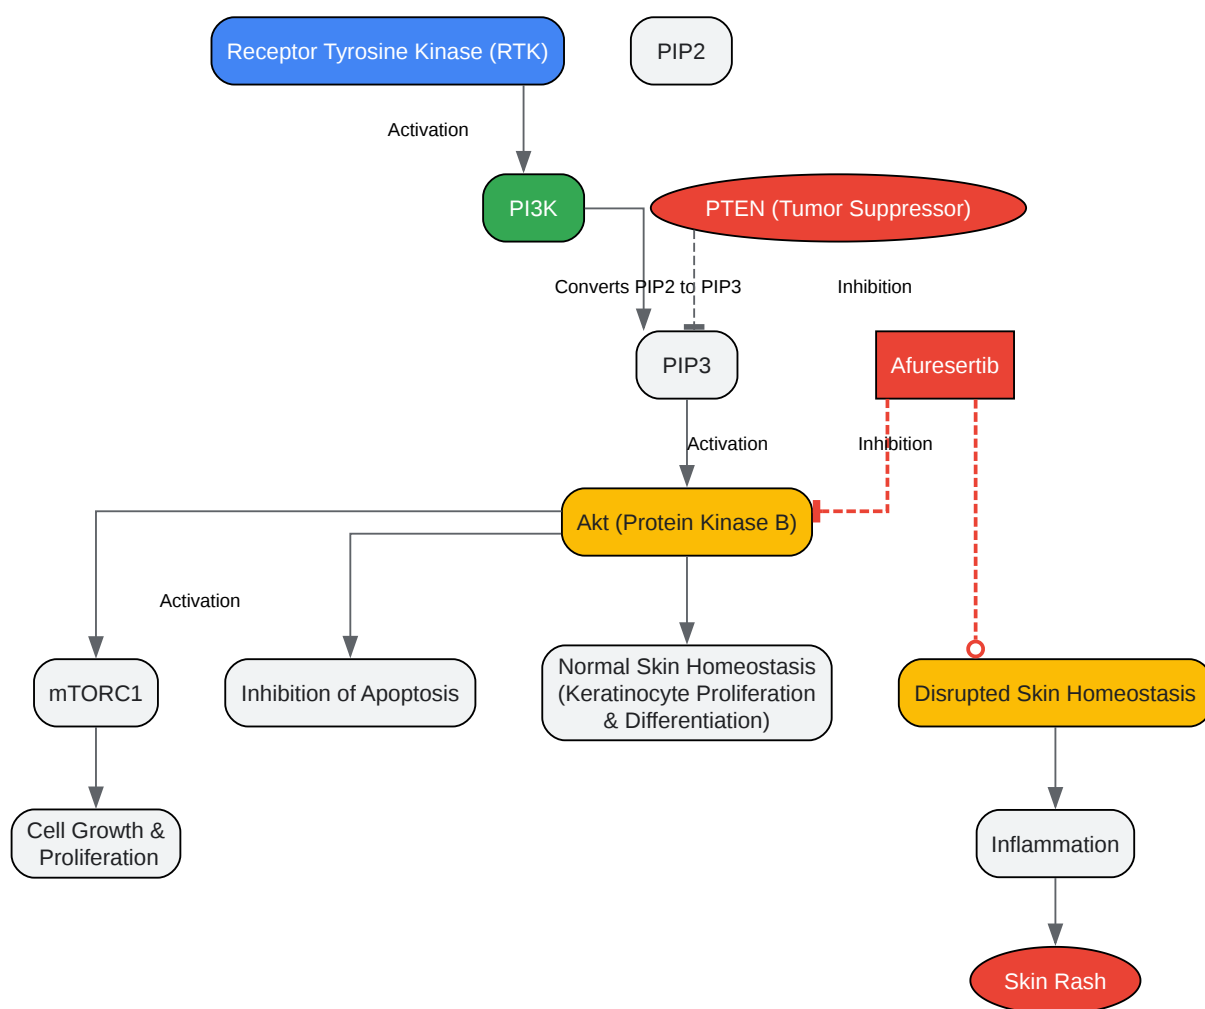 Receptor Tyrosine Kinase (RTK)
PIP2
Activation
PI3K
PTEN (Tumor Suppressor)
Converts PIP2 to PIP3
Inhibition
PIP3
Afuresertib
Activation
Inhibition
Akt (Protein Kinase B)
Activation
mTORC1
Inhibition of Apoptosis
Normal Skin Homeostasis
(Keratinocyte Proliferation
& Differentiation)
Disrupted Skin Homeostasis
Cell Growth &
Proliferation
Inflammation
Skin Rash